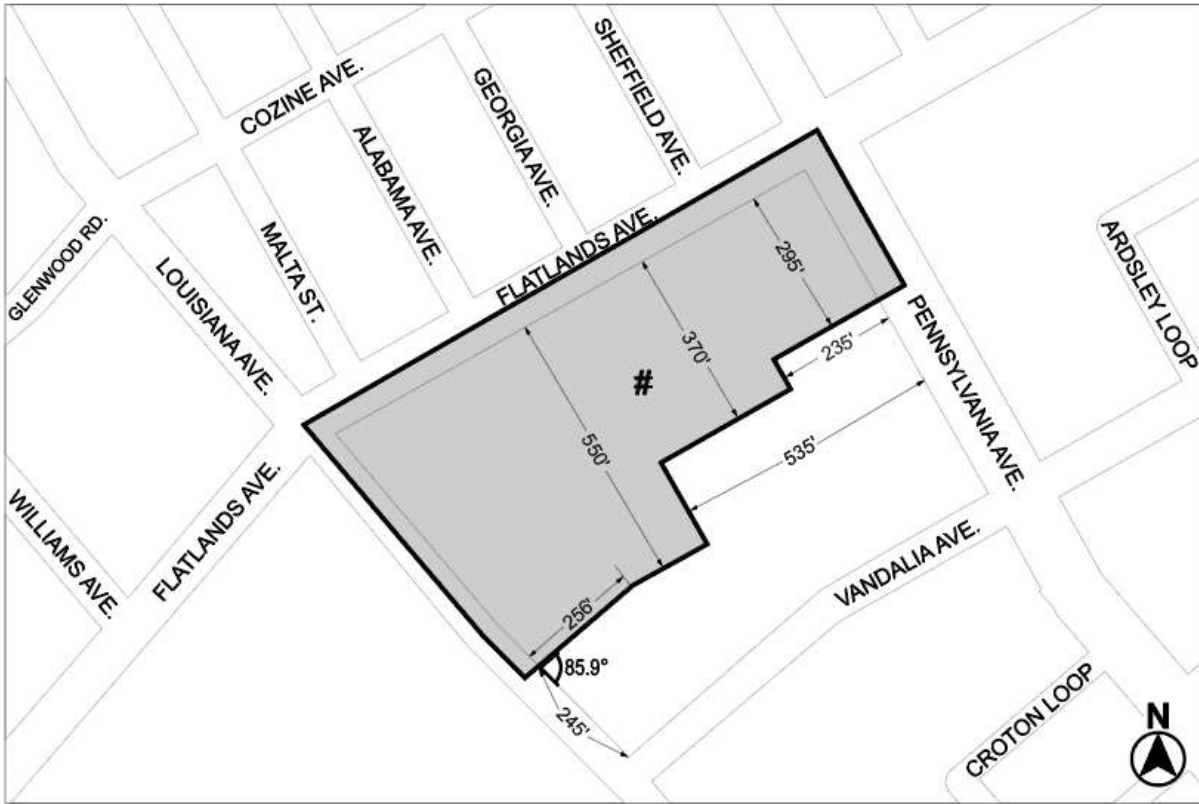 COZINE AVE.
SHEFFIELD AVE.
GEORGIA AVE.
ALABAMA AVE.
GLENWOOD RD.
MALTA ST.
LOUISIANA AVE.
FLATLANDS AVE.
ARDSLEY LOOP
295'
PENNSYLVANIA AVE.
370'
235'
#
550'
535'
WILLIAMS AVE.
FLATLANDS AVE.
VANDALIA AVE.
256'
85.9°
245'
CROTON LOOP
N